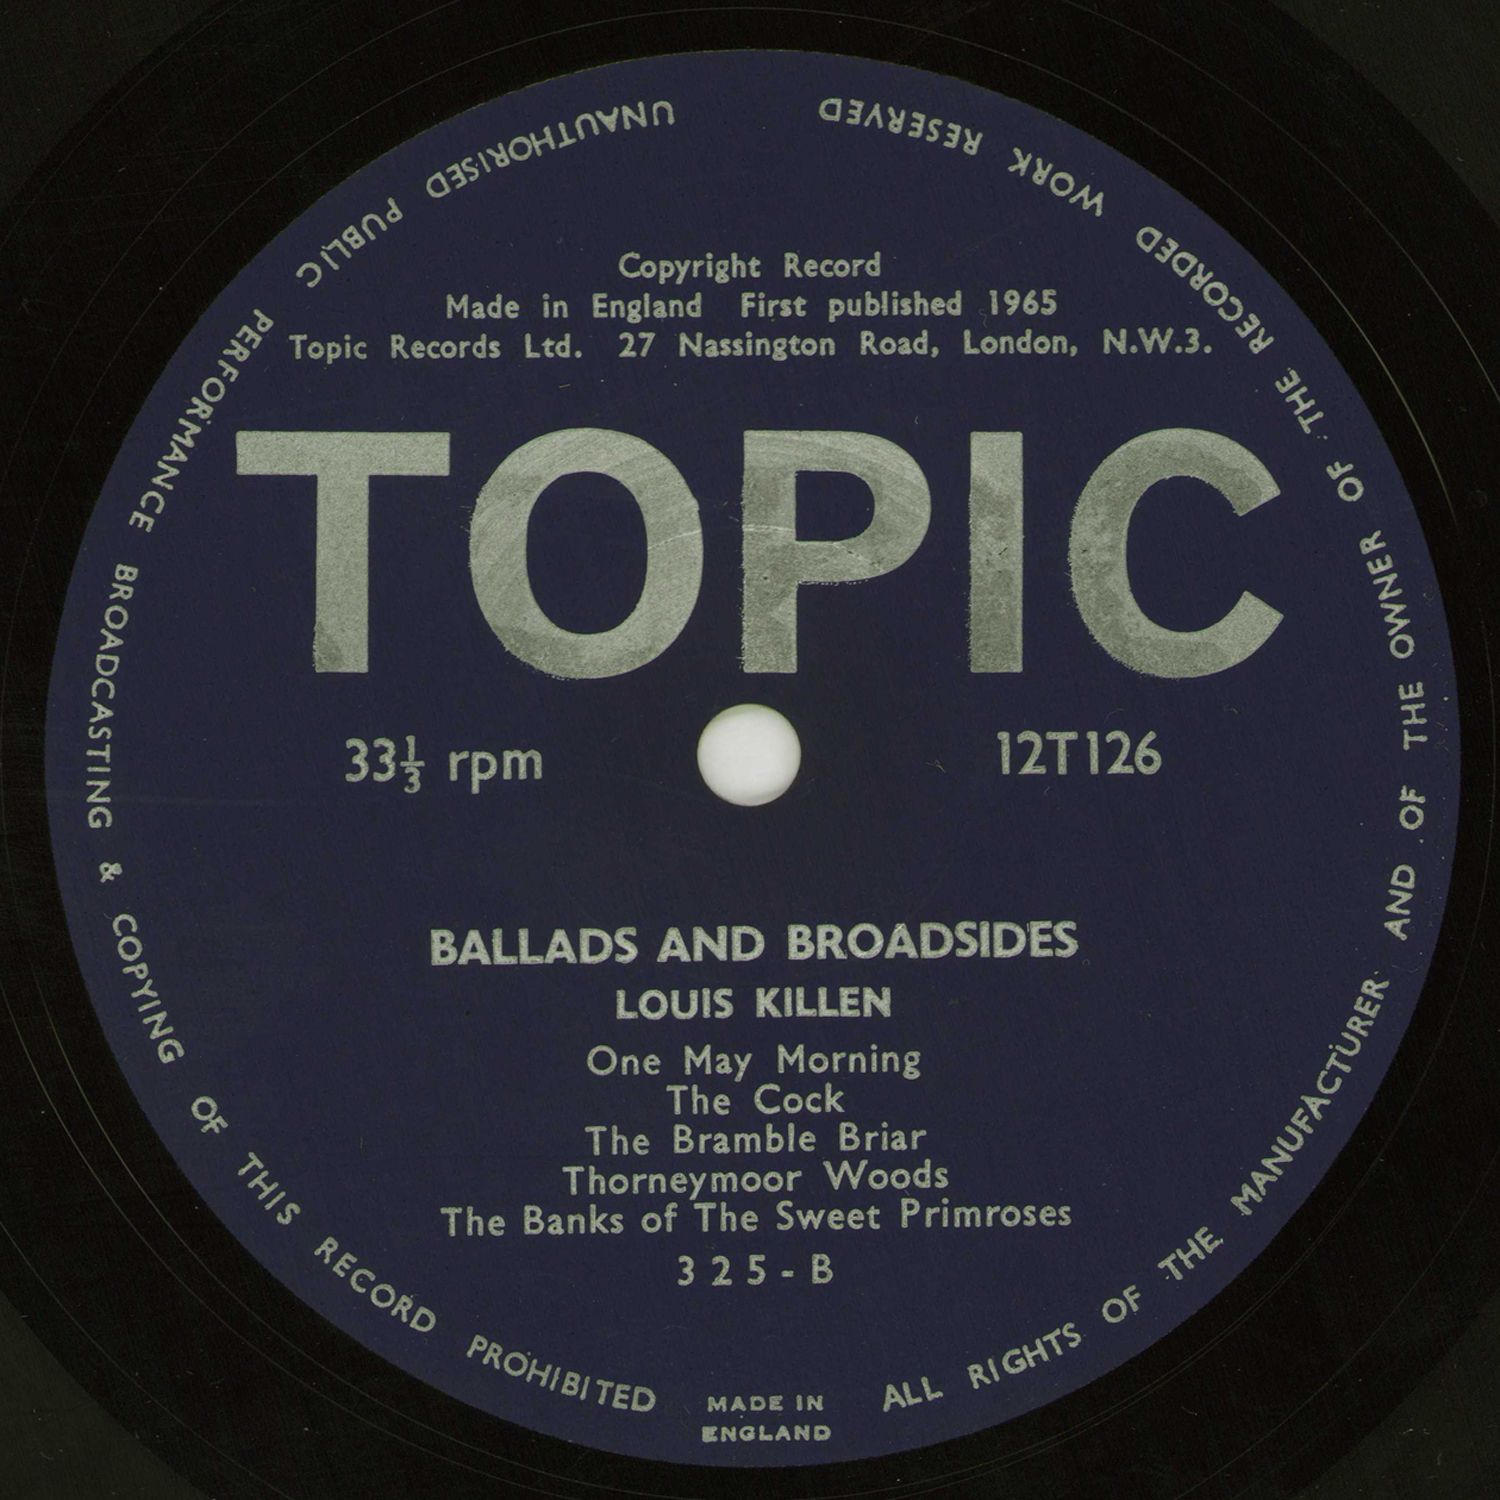 Copyright Record
Made in England First published 1965
Topic Records Ltd. 27 Nassington Road, London, N.W.3.
TOPIC
33⅓ rpm
12T126
BALLADS AND BROADSIDES
LOUIS KILLEN
One May Morning
The Cock
The Bramble Briar
Thorneymoor Woods
The Banks of The Sweet Primroses
325-B
MADE IN
ENGLAND
ALL RIGHTS OF THE MANUFACTURER AND OF THE OWNER OF THE RECORDED WORK RESERVED
UNAUTHORISED PUBLIC PERFORMANCE BROADCASTING & COPYING OF THIS RECORD PROHIBITED